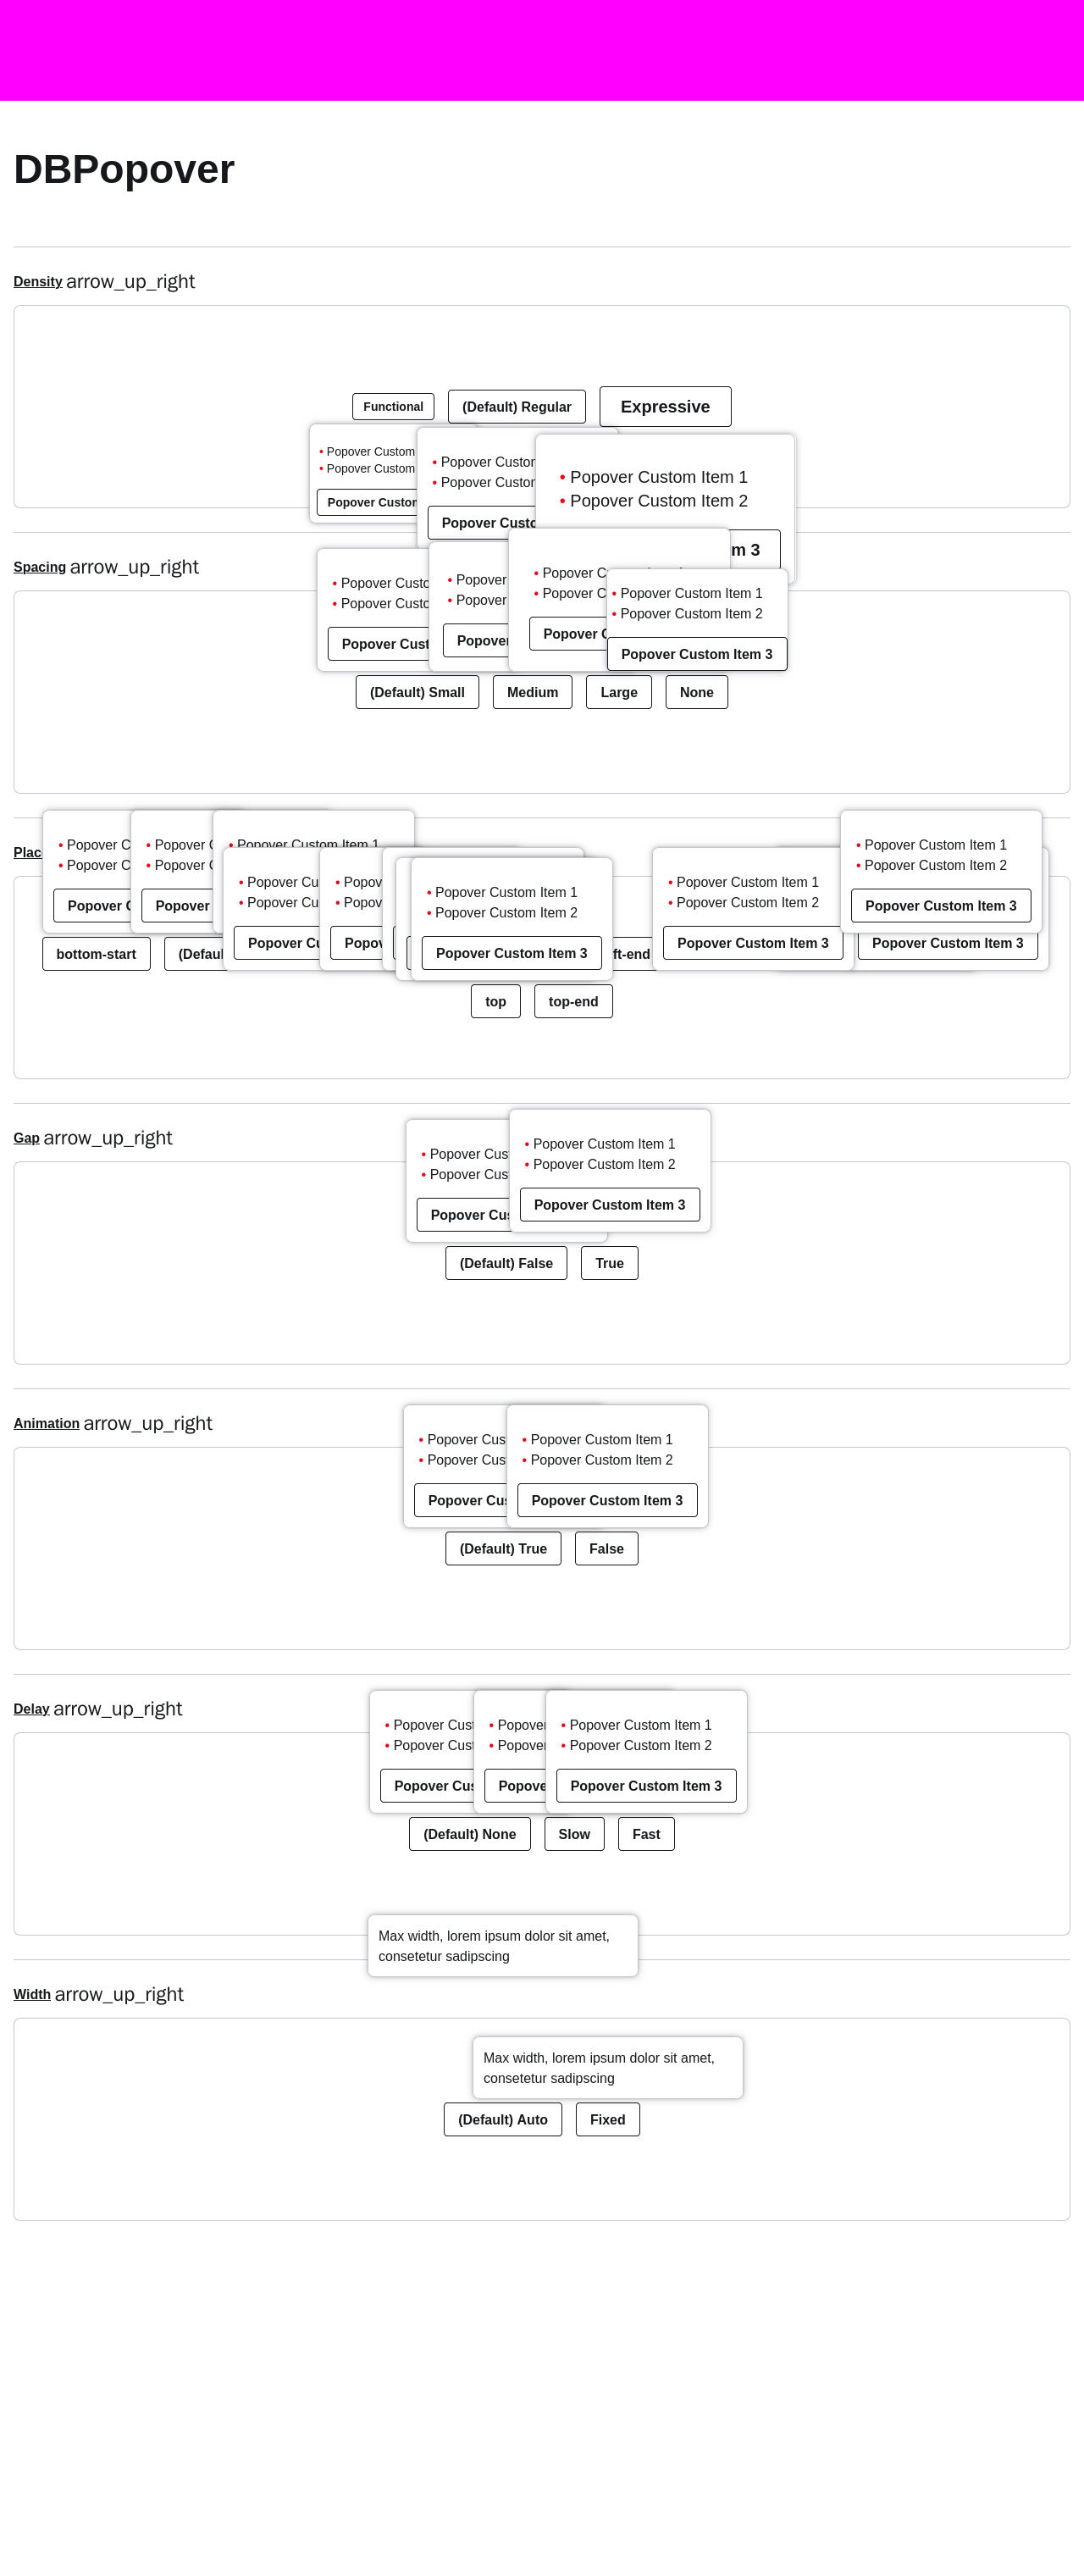 DBPopover
Density arrow_up_right
Functional
(Default) Regular
Expressive
• Popover Custom
• Popover Custom
Popover Custom
• Popover Custom
• Popover Custom
Popover Custom
• Popover Custom Item 1
• Popover Custom Item 2
m 3
Spacing arrow_up_right
• Popover Custo
• Popover Custo
Popover Cust
• Popover
• Popover
Popover
• Popover C
• Popover C
Popover
• Popover Custom Item 1
• Popover Custom Item 2
Popover Custom Item 3
(Default) Small
Medium
Large
None
Plac
• Popover C
• Popover C
Popover C
• Popover
• Popover
Popover
• Popover Custom Item 1
• Popover Cu
• Popover Cu
Popover Cu
• Popov
• Popov
Popov
• Popover Custom Item 1
• Popover Custom Item 2
Popover Custom Item 3
• Popover Custom Item 1
• Popover Custom Item 2
Popover Custom Item 3
• Popover Custom Item 1
• Popover Custom Item 2
Popover Custom Item 3
Popover Custom Item 3
bottom-start
(Defaul
ft-end
top
top-end
Gap arrow_up_right
• Popover Cus
• Popover Cus
Popover Cus
• Popover Custom Item 1
• Popover Custom Item 2
Popover Custom Item 3
(Default) False
True
Animation arrow_up_right
• Popover Cus
• Popover Cus
Popover Cus
• Popover Custom Item 1
• Popover Custom Item 2
Popover Custom Item 3
(Default) True
False
Delay arrow_up_right
• Popover Cust
• Popover Cust
Popover Cus
• Popover
• Popover
Popove
• Popover Custom Item 1
• Popover Custom Item 2
Popover Custom Item 3
(Default) None
Slow
Fast
Max width, lorem ipsum dolor sit amet,
consetetur sadipscing
Width arrow_up_right
Max width, lorem ipsum dolor sit amet,
consetetur sadipscing
(Default) Auto
Fixed